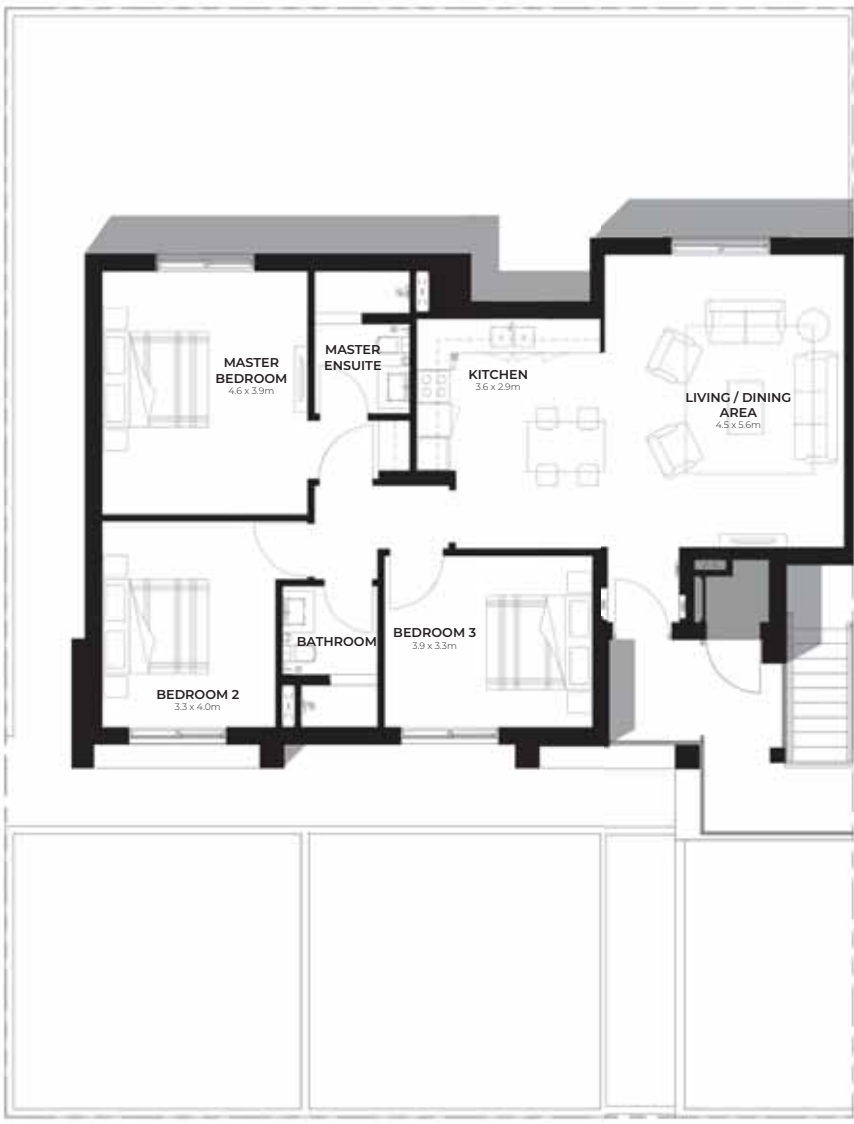 MASTER
BEDROOM
4.6 x 3.9m
MASTER
ENSUITE
KITCHEN
3.6 x 2.9m
LIVING / DINING
AREA
4.5 x 5.6m
BATHROOM
BEDROOM 3
3.9 x 3.3m
BEDROOM 2
3.3 x 4.0m